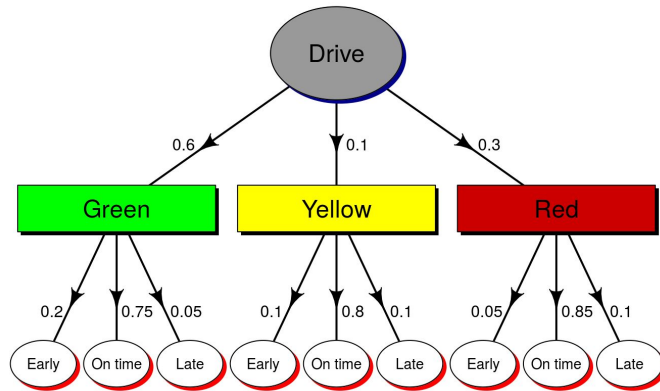 Drive
0.6 0.1 0.3
Green Yellow Red
0.2 0.75 0.05 0.1 0.8 0.1 0.05 0.85 0.1
Early On time Late Early On time Late Early On time Late